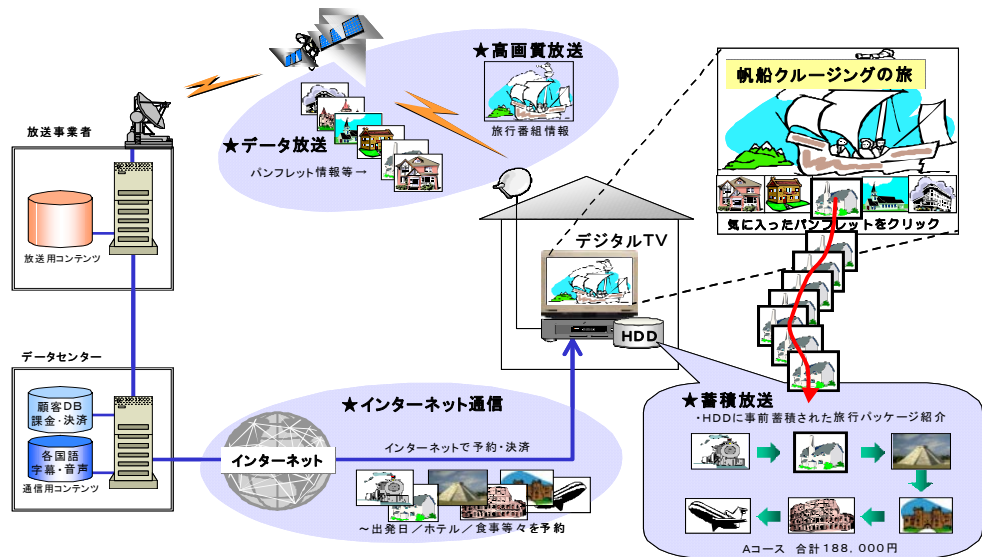 ★高画質放送
旅行番組情報
★データ放送
パンフレット情報等→
放送事業者
放送用コンテンツ
デジタルTV
HDD
帆船クルージングの旅
気に入ったパンフレットをクリック
データセンター
顧客DB
課金・決済
各国語
字幕・音声
通信用コンテンツ
★インターネット通信
インターネットで予約・決済
インターネット
～出発日／ホテル／食事等々を予約
★蓄積放送
・HDDに事前蓄積された旅行パッケージ紹介
Aコース 合計188,000円